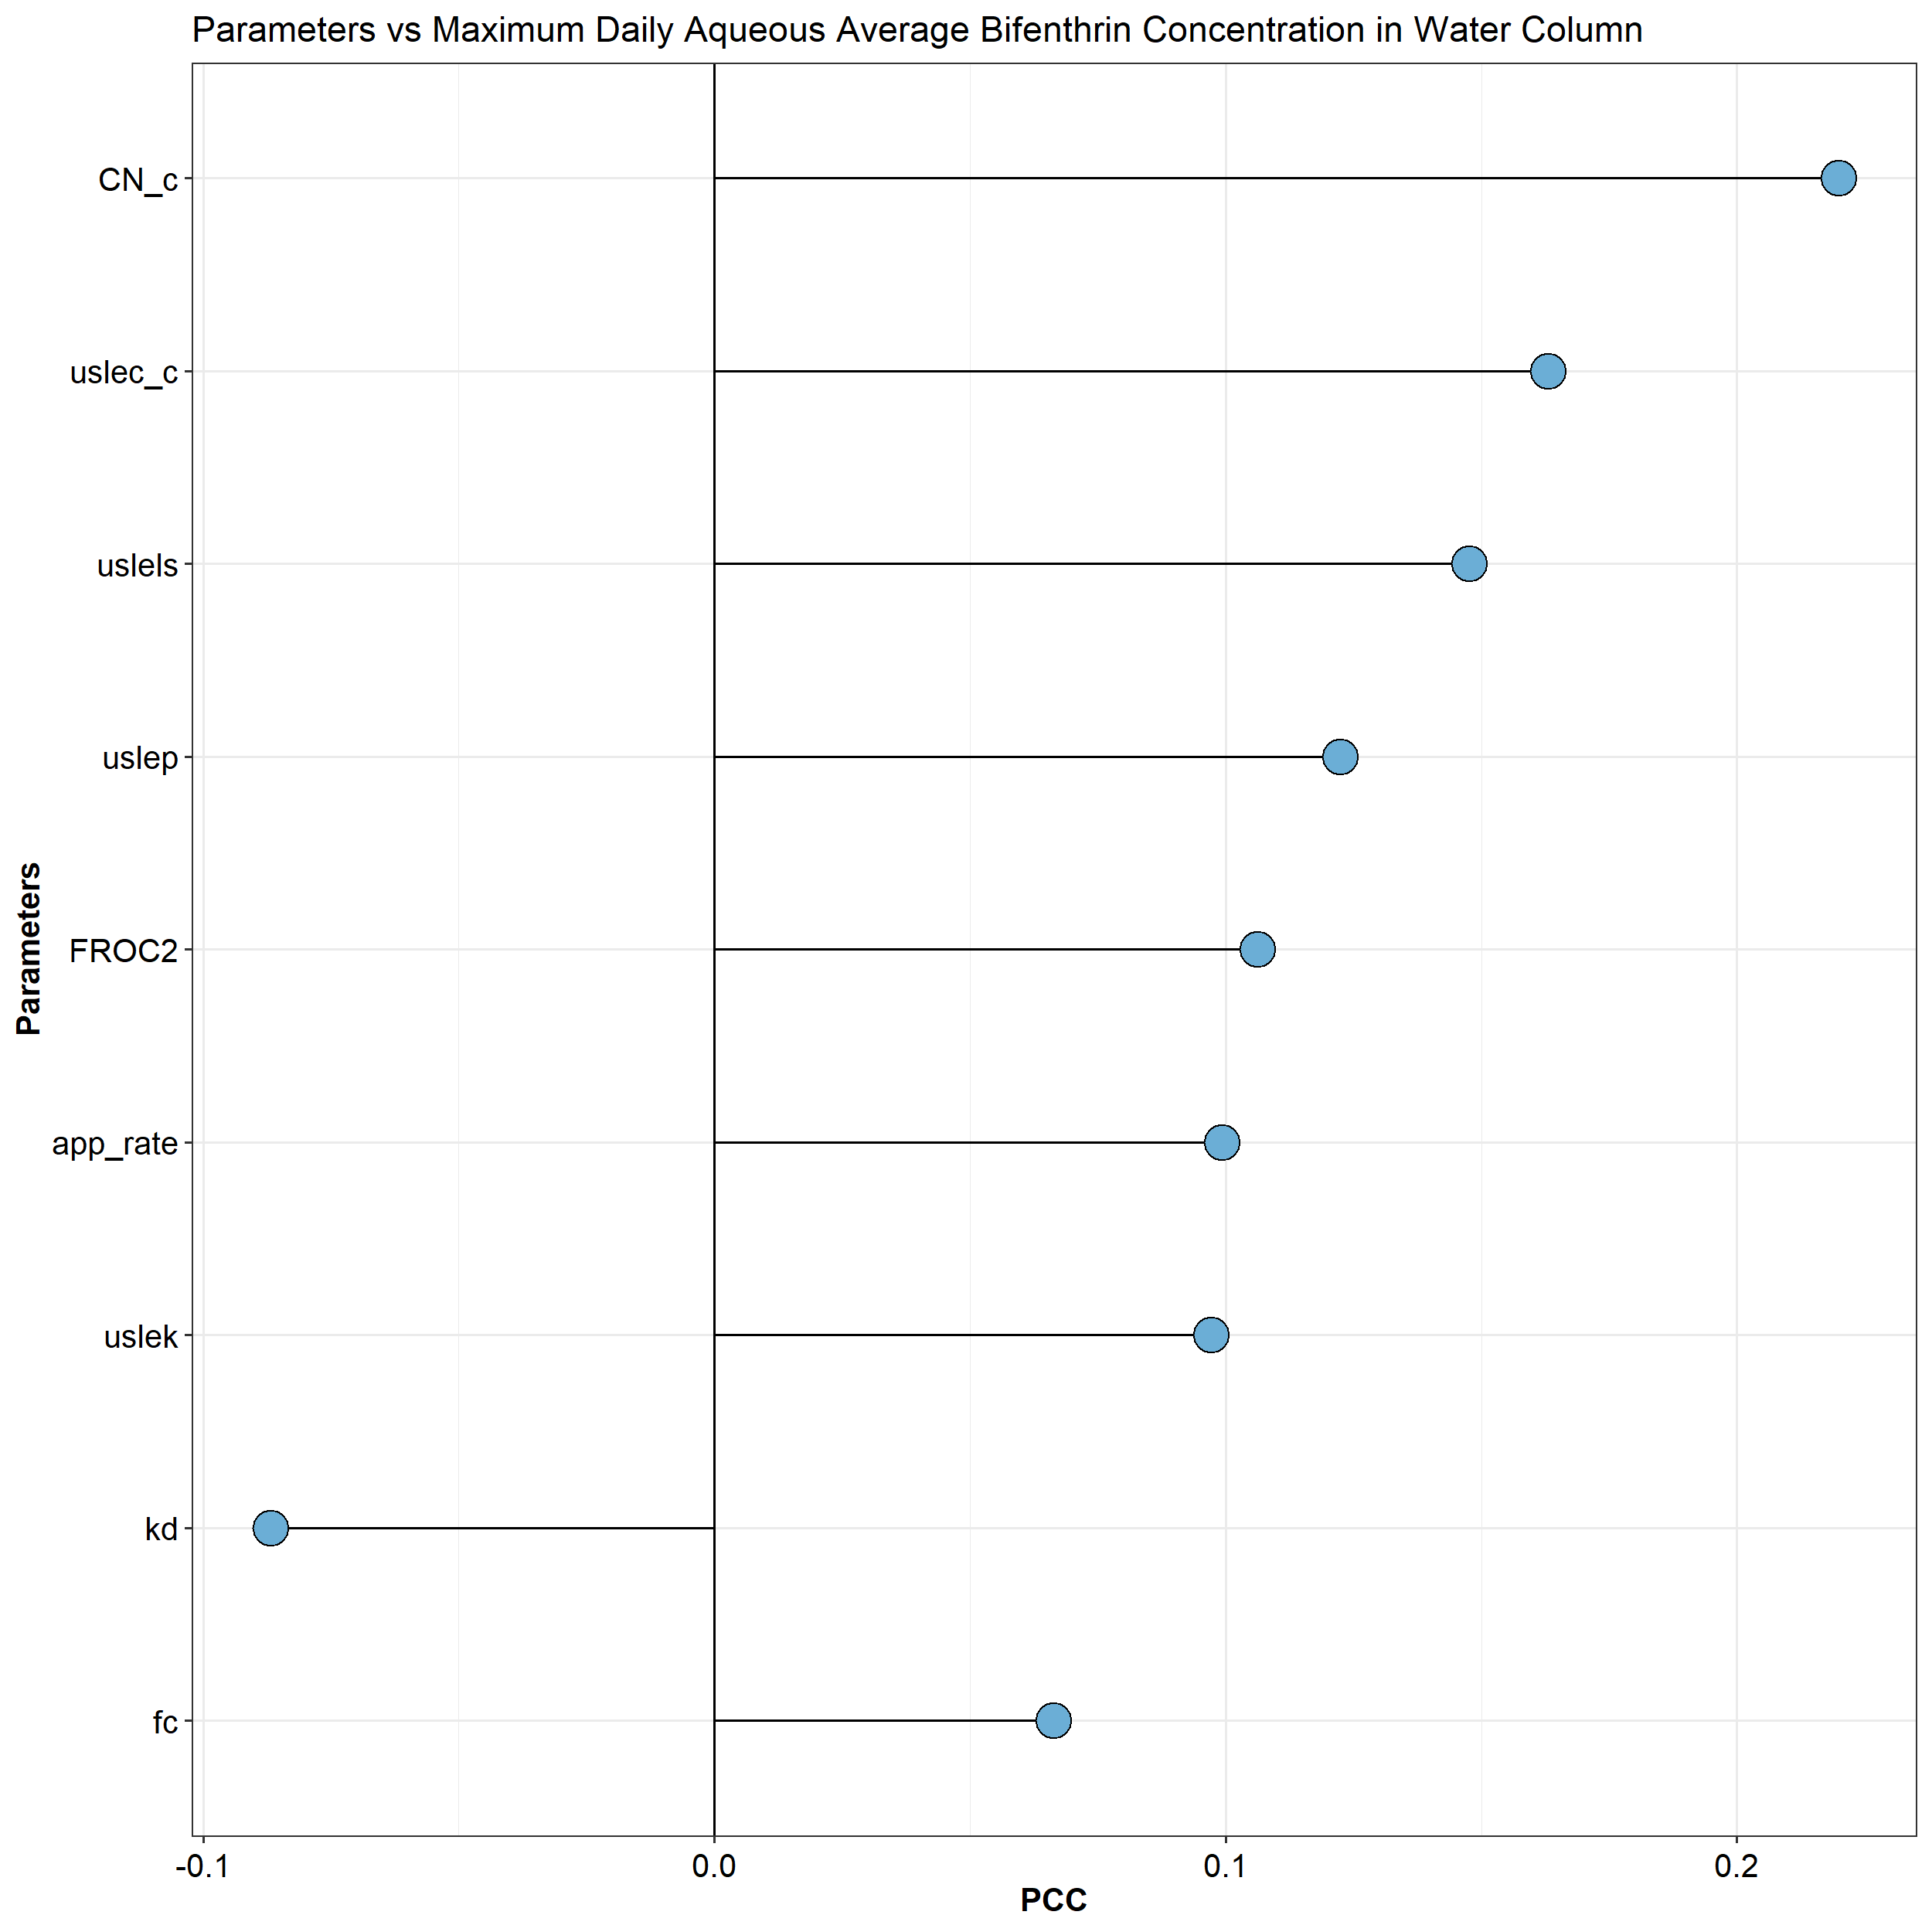 Parameters vs Maximum Daily Aqueous Average Bifenthrin Concentration in Water Column
CN_c
uslec_c
uslels
uslep
FROC2
app_rate
uslek
kd
fc
Parameters
-0.1
0.0
0.1
0.2
PCC